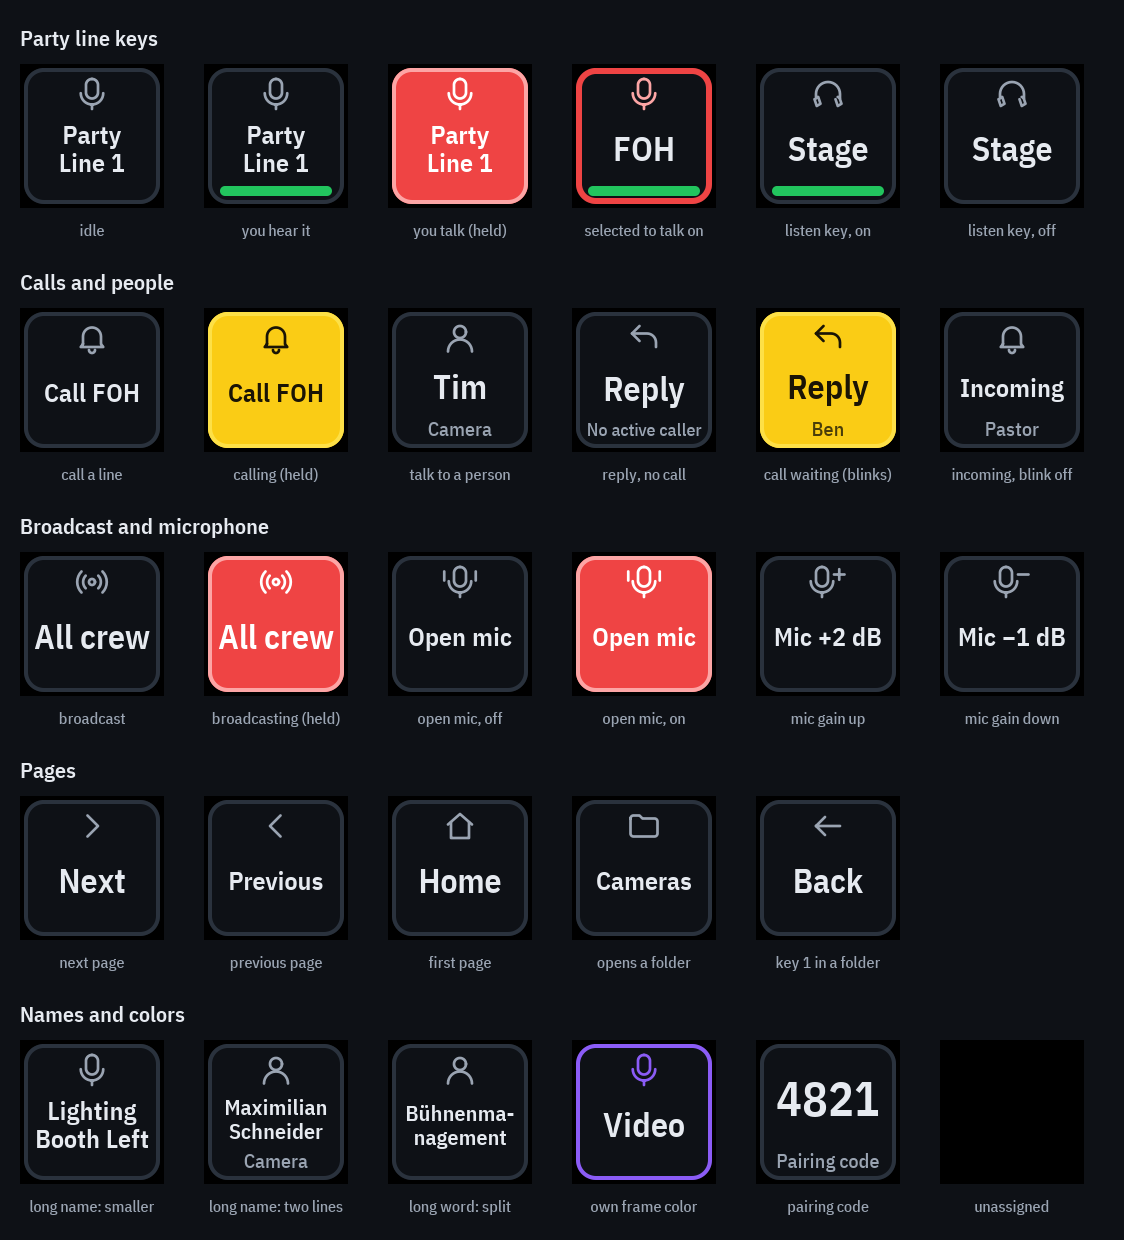 Party line keys
Party
Line 1
Party
Line 1
Party
Line 1
FOH
Stage
Stage
idle
you hear it
you talk (held)
selected to talk on
listen key, on
listen key, off
Calls and people
Call FOH
Call FOH
Tim
Camera
Reply
No active caller
Reply
Ben
Incoming
Pastor
call a line
calling (held)
talk to a person
reply, no call
call waiting (blinks)
incoming, blink off
Broadcast and microphone
All crew
All crew
Open mic
Open mic
Mic +2 dB
Mic −1 dB
broadcast
broadcasting (held)
open mic, off
open mic, on
mic gain up
mic gain down
Pages
Next
Previous
Home
Cameras
Back
next page
previous page
first page
opens a folder
key 1 in a folder
Names and colors
Lighting
Booth Left
Maximilian
Schneider
Camera
Bühnenma-
nagement
Video
4821
Pairing code
long name: smaller
long name: two lines
long word: split
own frame color
pairing code
unassigned